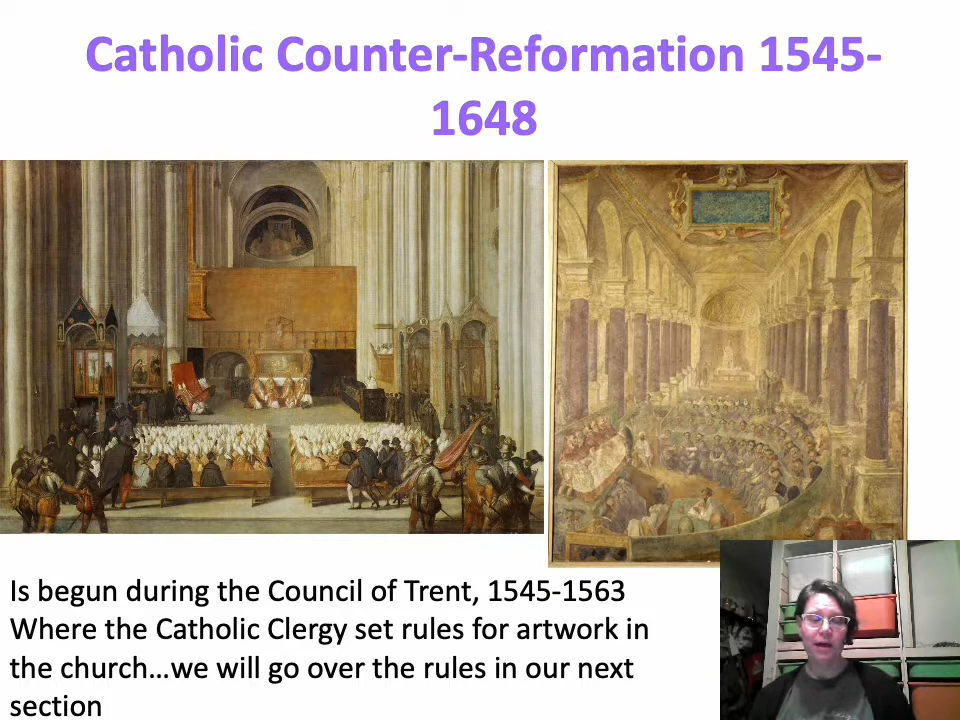 Catholic Counter-Reformation 1545-
1648
Is begun during the Council of Trent, 1545-1563
Where the Catholic Clergy set rules for artwork in
the church…we will go over the rules in our next
section